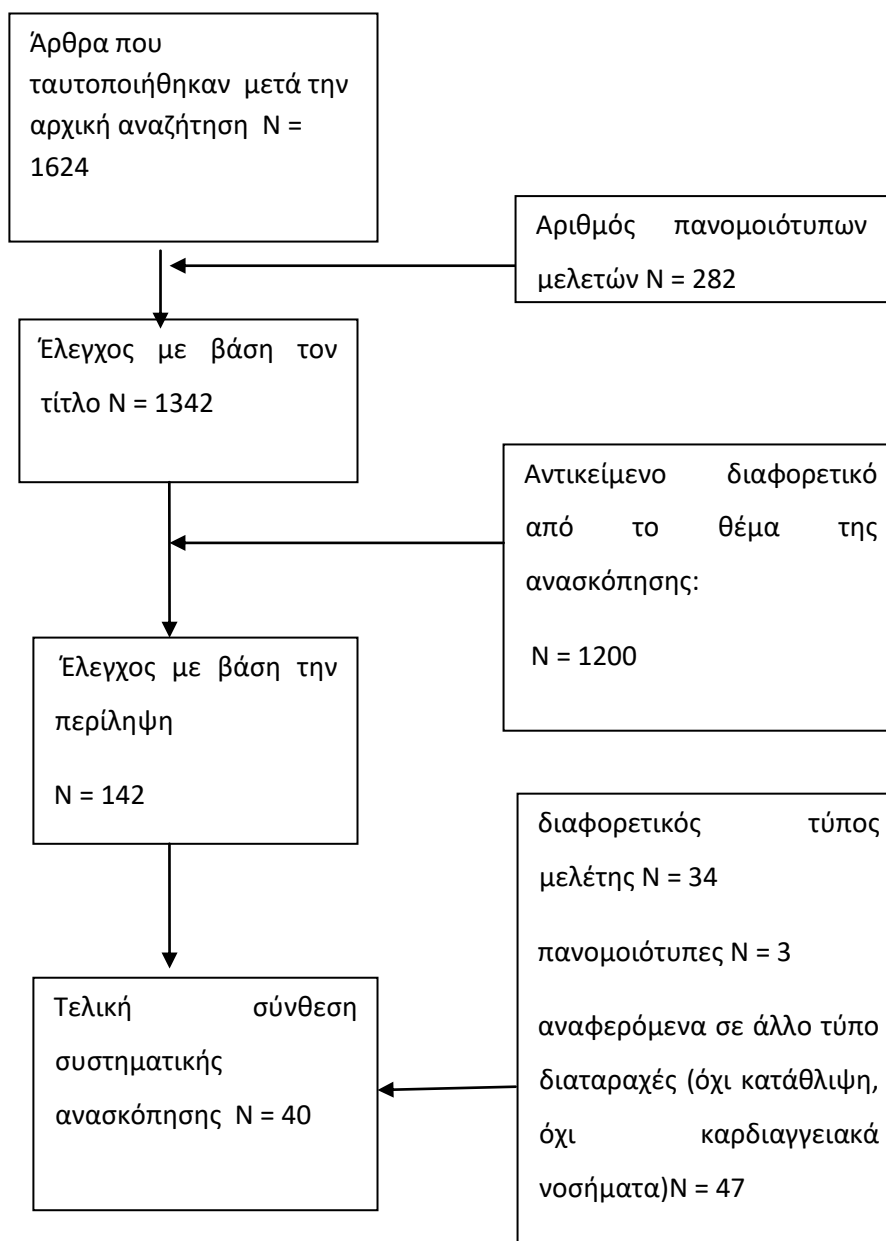 Άρθρα που
ταυτοποιήθηκαν μετά την
αρχική αναζήτηση N =
1624
Αριθμός πανομοιότυπων
μελετών N = 282
Έλεγχος με βάση τον
τίτλο N = 1342
Αντικείμενο διαφορετικό
από το θέμα της
ανασκόπησης:
N = 1200
Έλεγχος με βάση την
περίληψη
N = 142
διαφορετικός τύπος
μελέτης N = 34
πανομοιότυπες N = 3
αναφερόμενα σε άλλο τύπο
διαταραχές (όχι κατάθλιψη,
όχι καρδιαγγειακά
νοσήματα)N = 47
Τελική σύνθεση
συστηματικής
ανασκόπησης N = 40